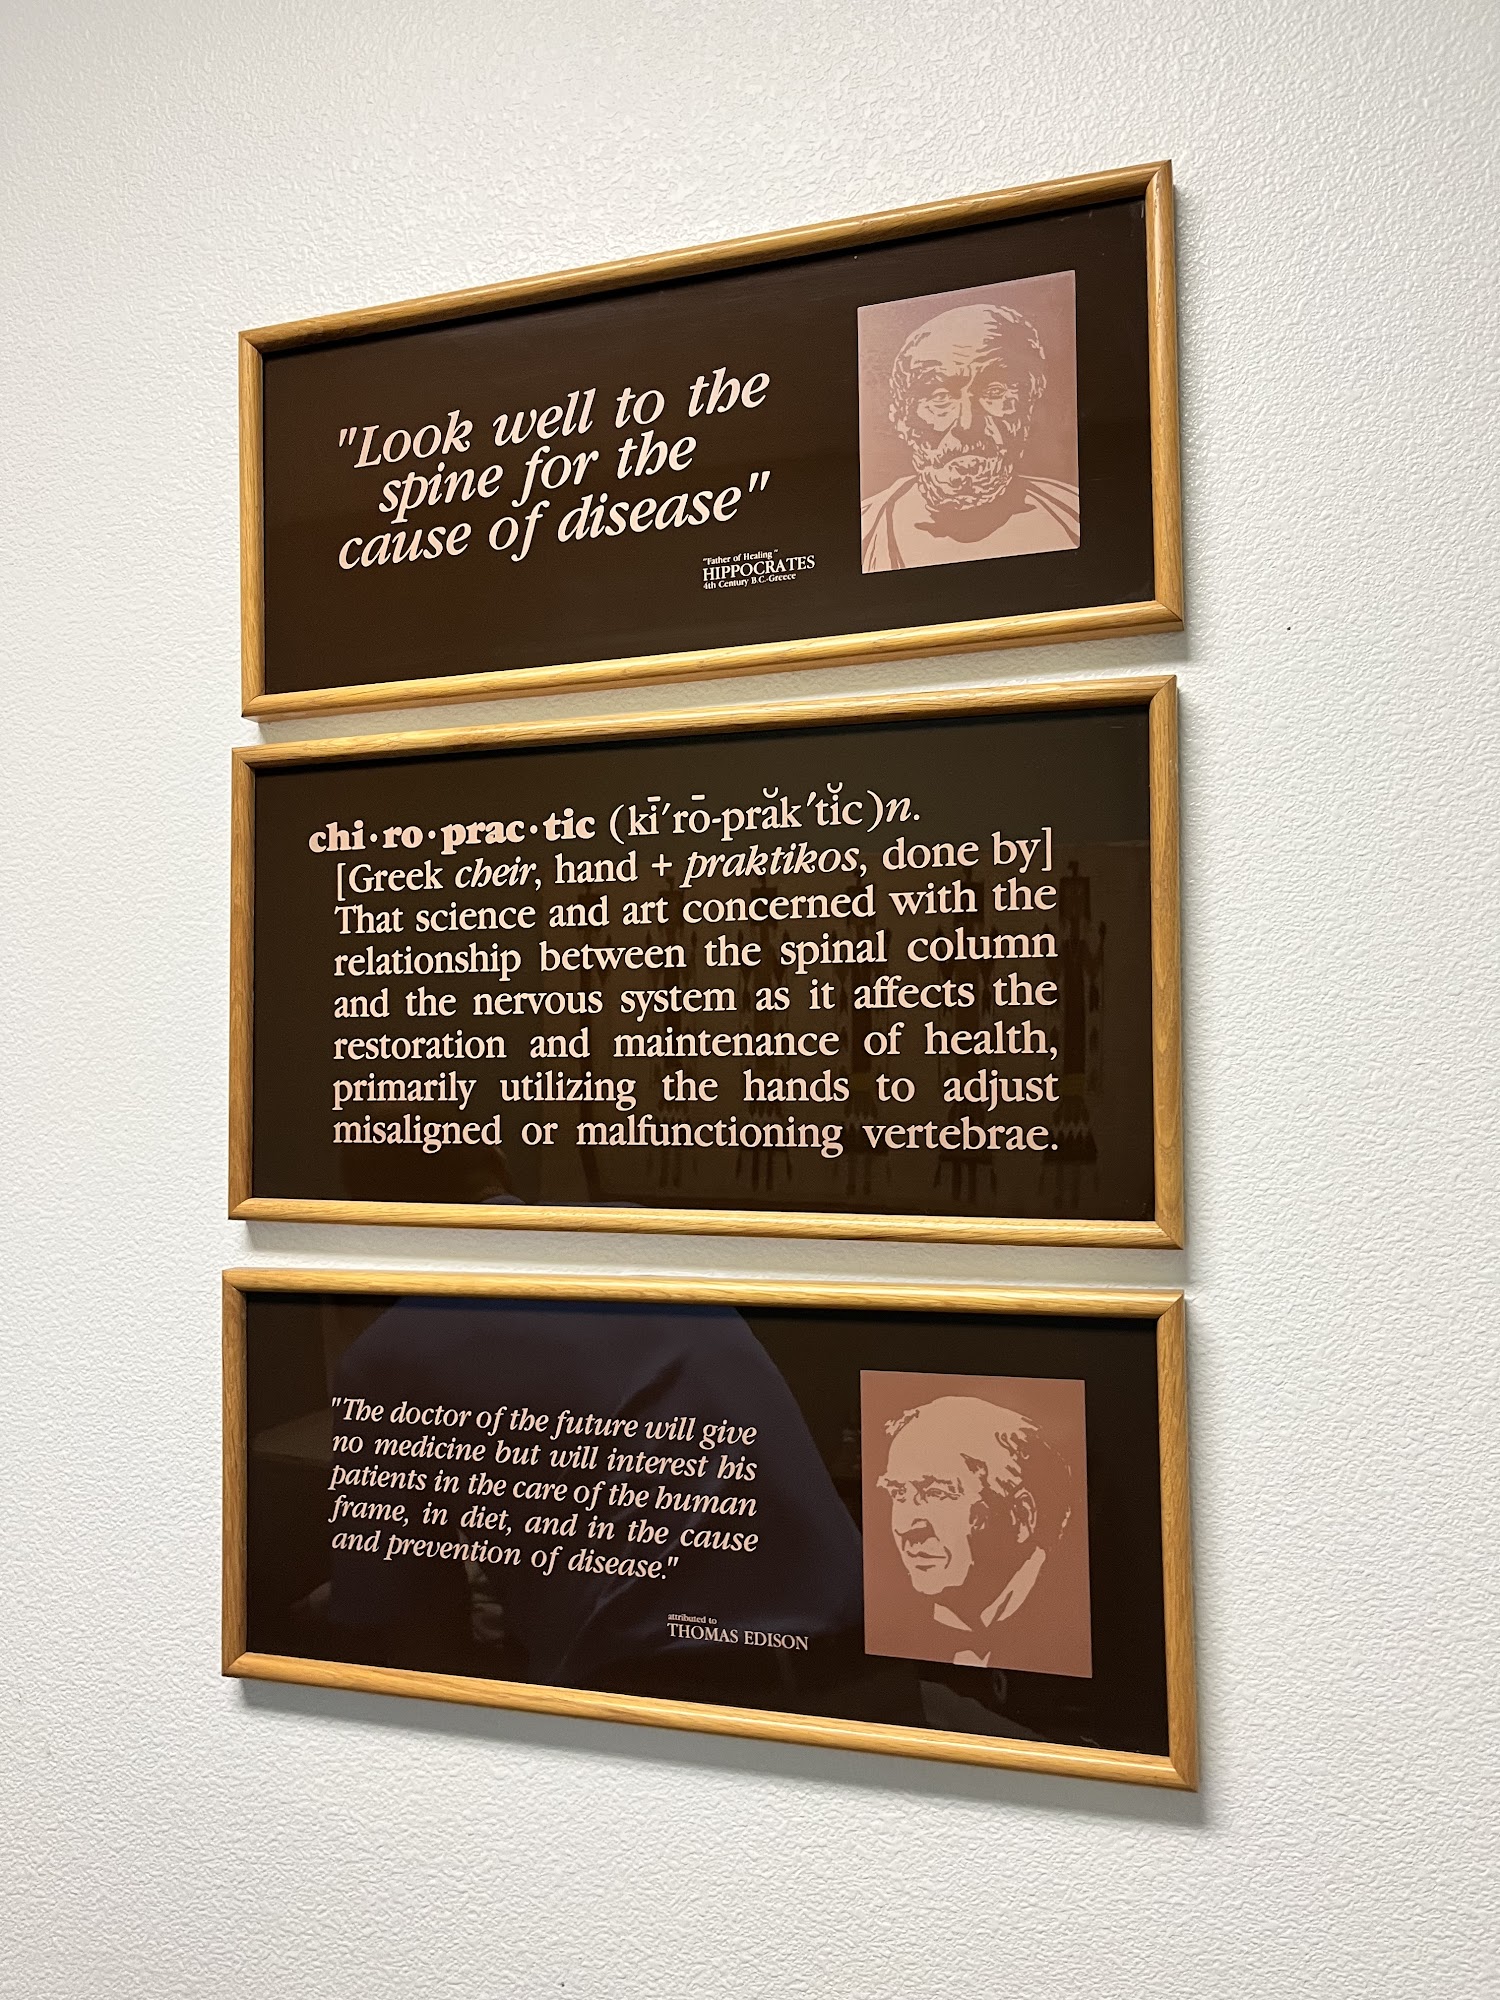 "Look well to the
spine for the
cause of disease"
"Father of Healing"
HIPPOCRATES
4th Century B.C.-Greece
chi·ro·prac·tic (kī′rō-prăk′tĭc)n.
[Greek cheir, hand + praktikos, done by]
That science and art concerned with the
relationship between the spinal column
and the nervous system as it affects the
restoration and maintenance of health,
primarily utilizing the hands to adjust
misaligned or malfunctioning vertebrae.
"The doctor of the future will give
no medicine but will interest his
patients in the care of the human
frame, in diet, and in the cause
and prevention of disease."
attributed to
THOMAS EDISON